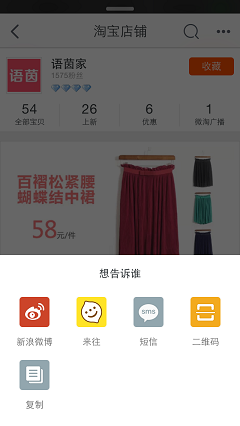 淘宝店铺
语茵
语茵家
1575粉丝
收藏
54
全部宝贝
26
上新
6
优惠
1
微淘广播
百褶松紧腰
蝴蝶结中裙
58元/件
想告诉谁
sms
新浪微博
来往
短信
二维码
复制